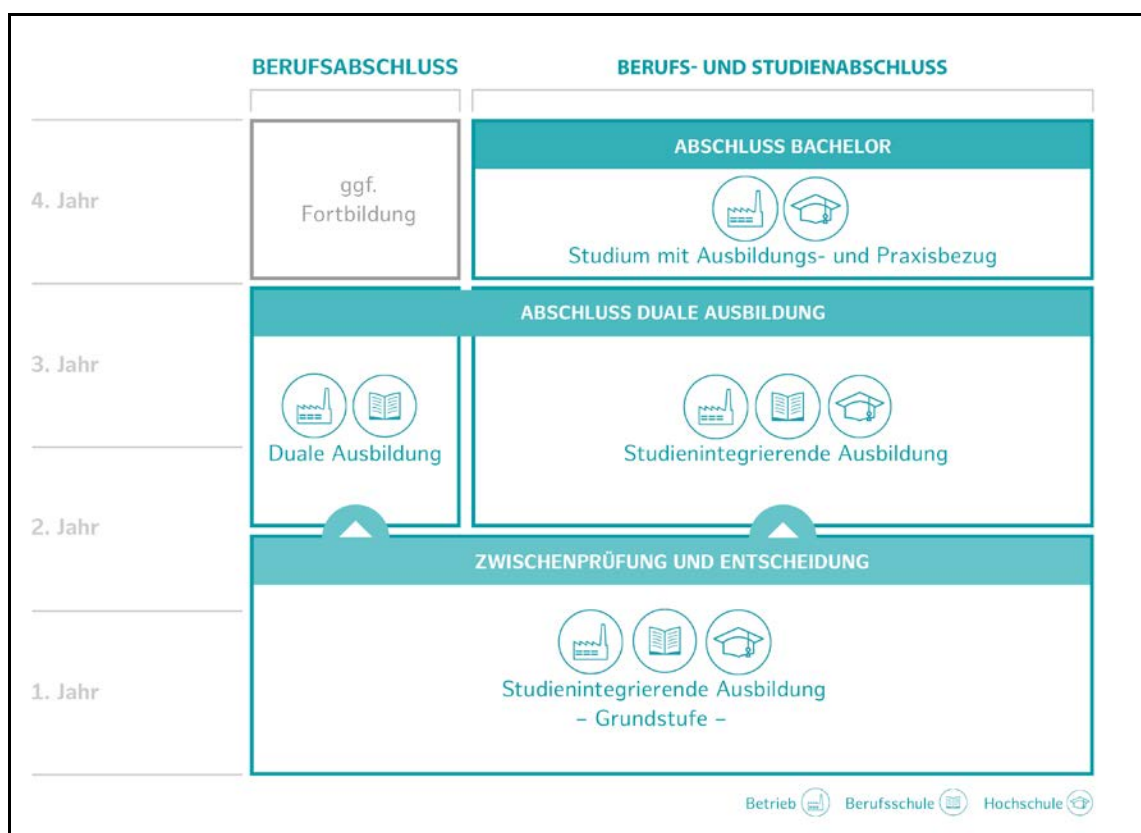 BERUFSABSCHLUSS
BERUFS- UND STUDIENABSCHLUSS
4. Jahr
ggf.
Fortbildung
ABSCHLUSS BACHELOR
Studium mit Ausbildungs- und Praxisbezug
ABSCHLUSS DUALE AUSBILDUNG
3. Jahr
Duale Ausbildung
Studienintegrierende Ausbildung
2. Jahr
ZWISCHENPRÜFUNG UND ENTSCHEIDUNG
1. Jahr
Studienintegrierende Ausbildung
– Grundstufe –
Betrieb Berufsschule Hochschule